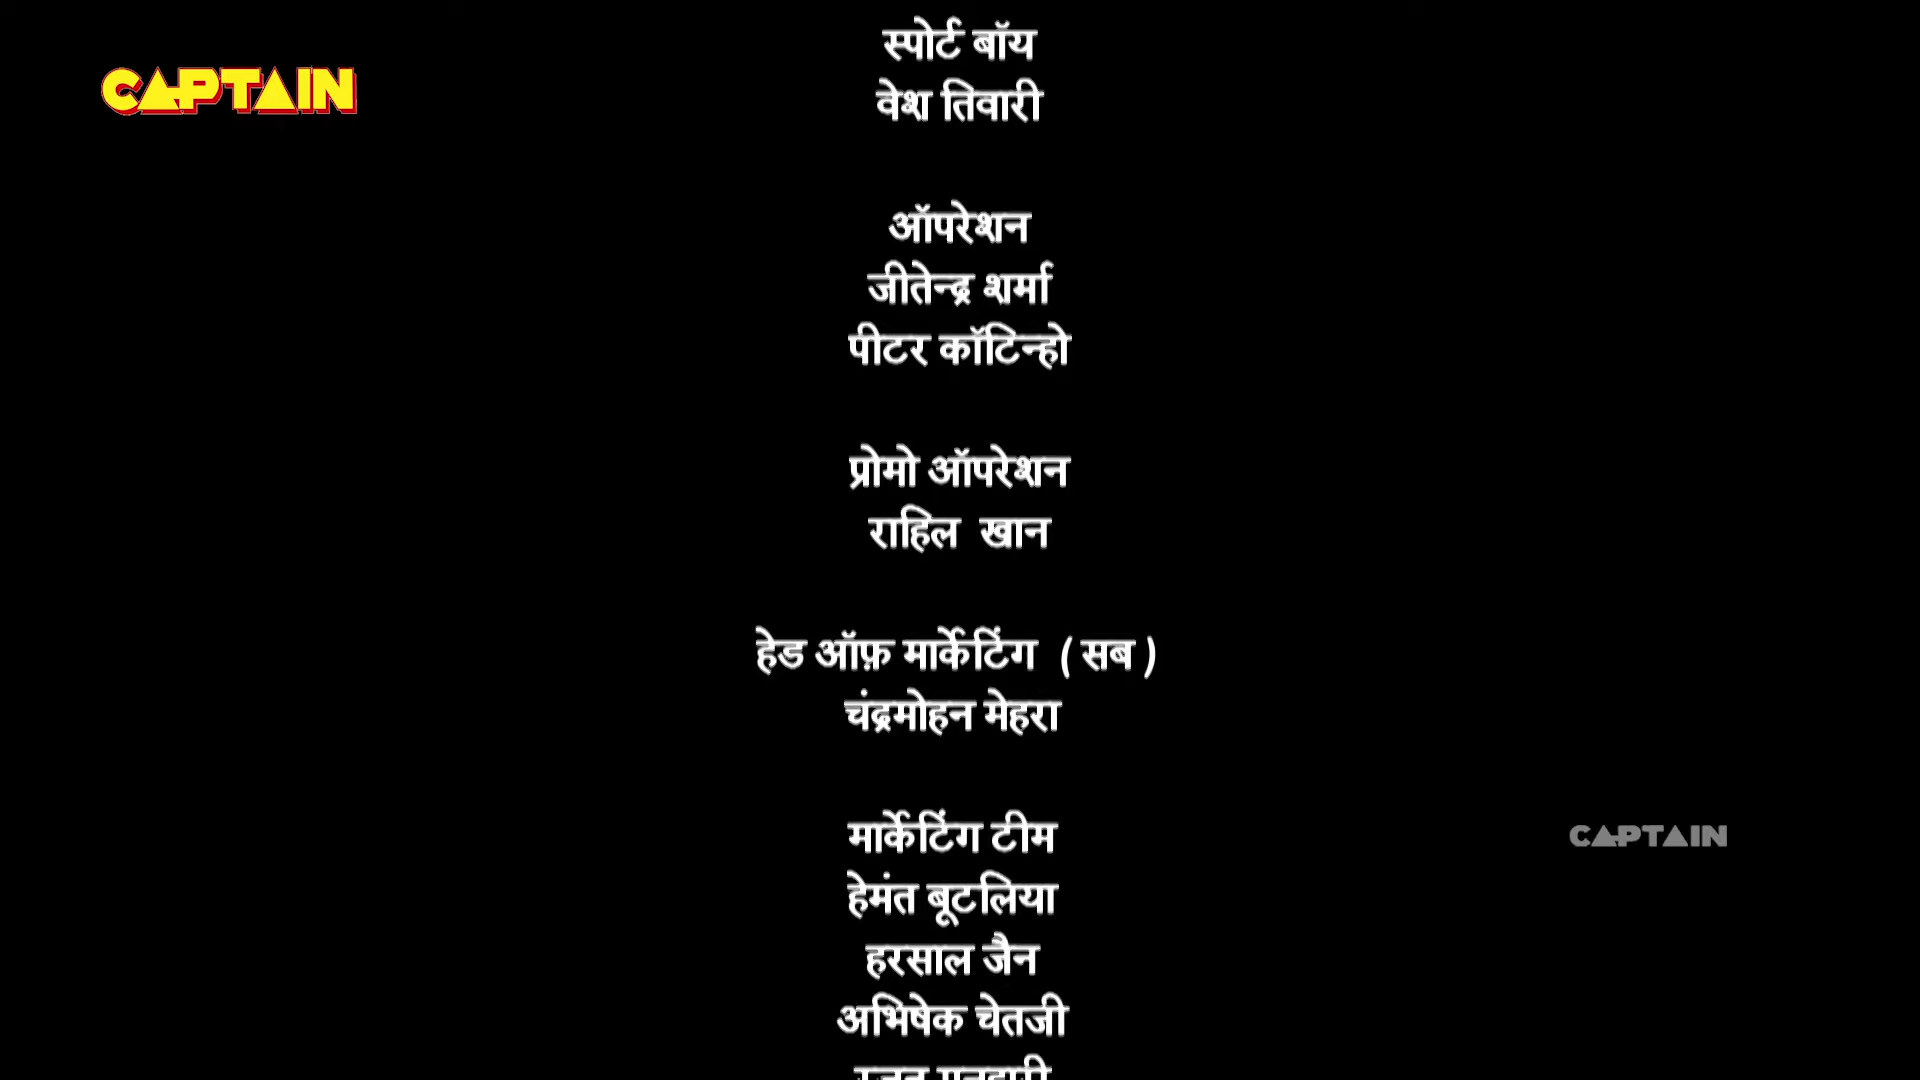 CAPTAIN
स्पोर्ट बॉय
वेश तिवारी
ऑपरेशन
जीतेन्द्र शर्मा
पीटर कॉटिन्हो
प्रोमो ऑपरेशन
राहिल खान
हेड ऑफ़ मार्केटिंग ( सब )
चंद्रमोहन मेहरा
मार्केटिंग टीम
CAPTAIN
हेमंत बूटलिया
हरसाल जैन
अभिषेक चेतजी